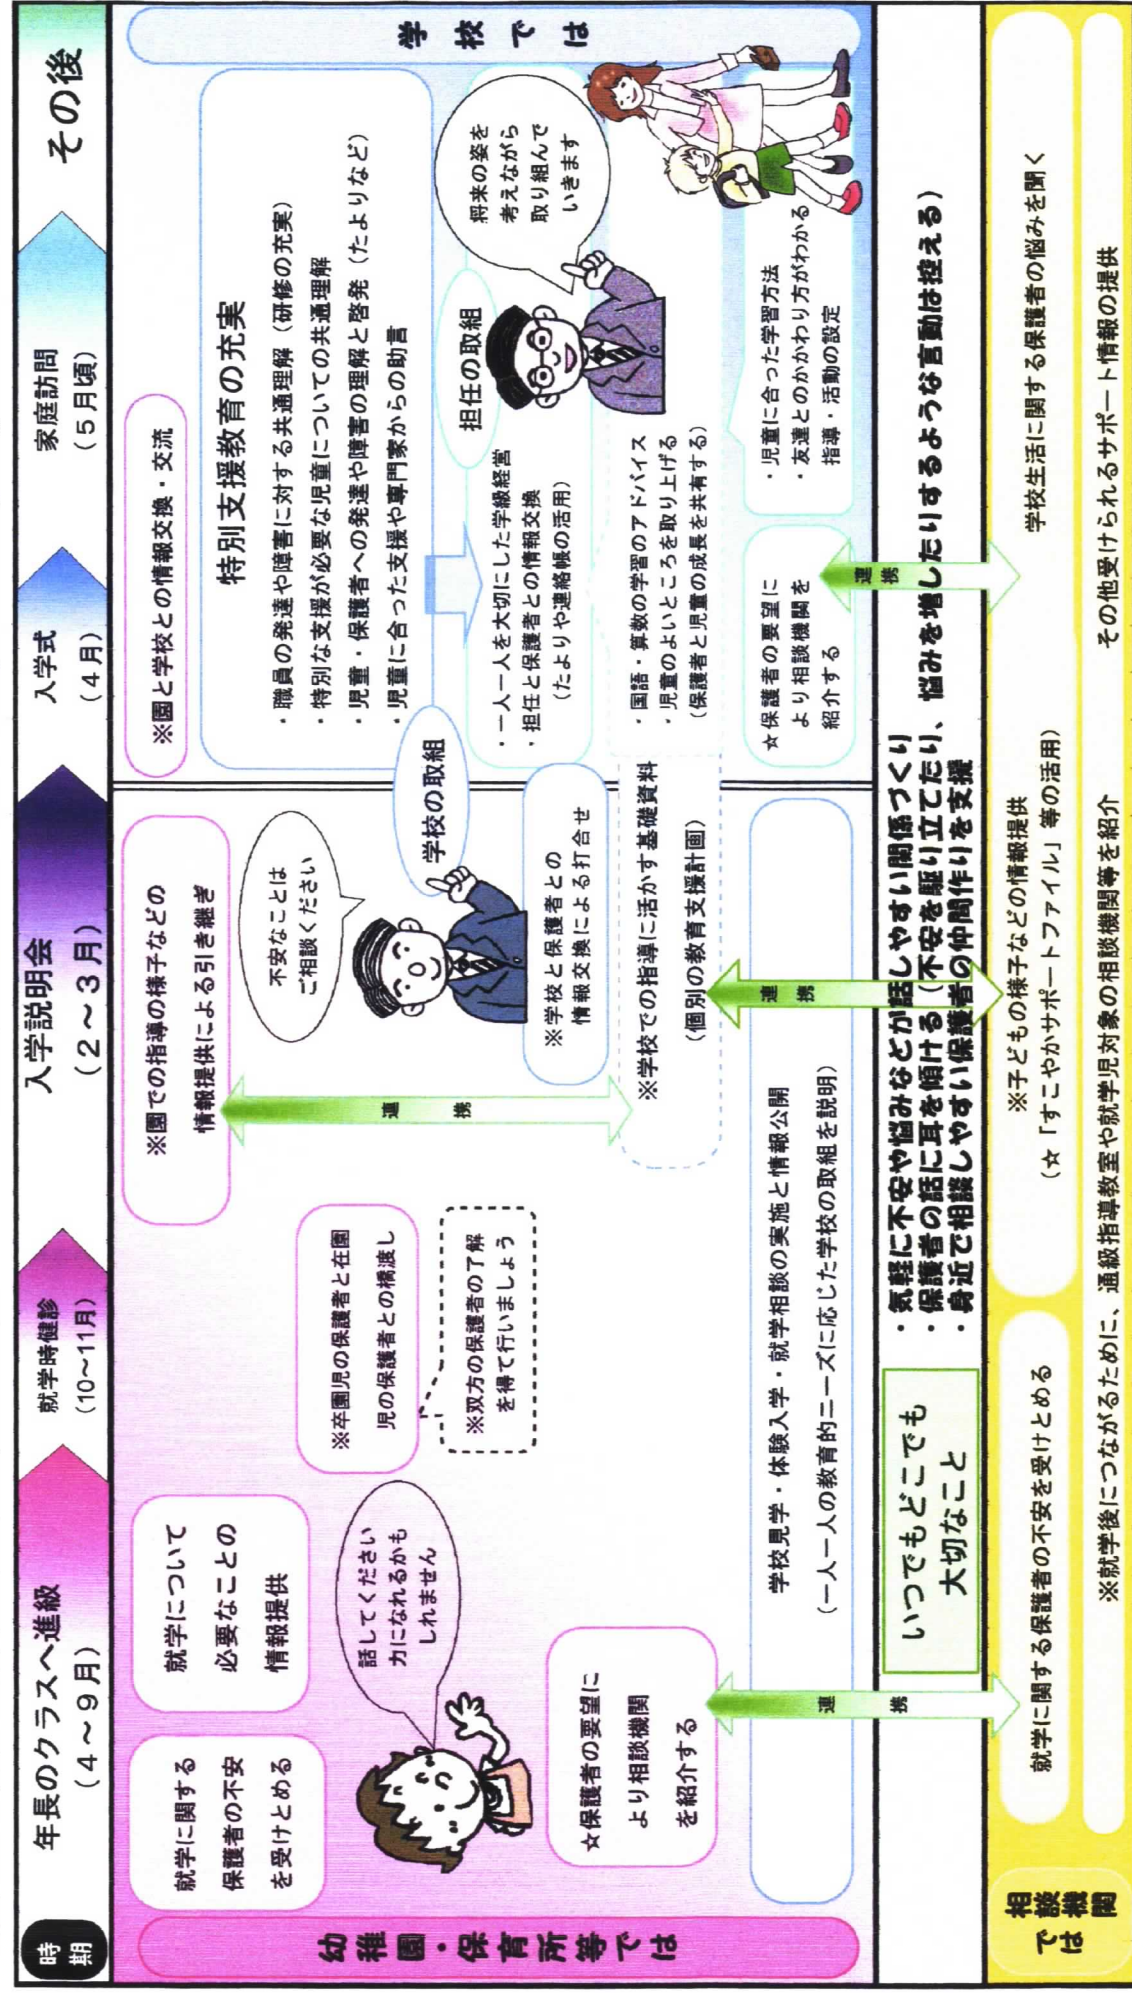 時期
年長のクラスへ進級
（４～９月）
就学時健診
（10～11月）
入学説明会
（２～３月）
入学式
（４月）
家庭訪問
（５月頃）
その後
幼稚園・保育所等では
就学に関する
保護者の不安
を受けとめる
就学について
必要なことの
情報提供
話してください
力になれるかも
しれません
☆保護者の要望に
より相談機関
を紹介する
※卒園児の保護者と在園
児の保護者との橋渡し
※双方の保護者の了解
を得て行いましょう
※園での指導の様子などの
情報提供による引き継ぎ
連携
不安なことは
ご相談ください
※学校と保護者との
情報交換による打合せ
※学校での指導に活かす基礎資料
（個別の教育支援計画）
学校見学・体験入学・就学相談の実施と情報公開
（一人一人の教育的ニーズに応じた学校の取組を説明）
学校では
※園と学校との情報交換・交流
特別支援教育の充実
・職員の発達や障害に対する共通理解（研修の充実）
・特別な支援が必要な児童についての共通理解
・児童・保護者への発達や障害の理解と啓発（たよりなど）
・児童に合った支援や専門家からの助言
学校の取組
担任の取組
・一人一人を大切にした学級経営
・担任と保護者との情報交換
（たよりや連絡帳の活用）
・国語・算数の学習のアドバイス
・児童のよいところを取り上げる
（保護者と児童の成長を共有する）
将来の姿を
考えながら
取り組んで
いきます
☆保護者の要望に
より相談機関を
紹介する
・児童に合った学習方法
・友達とのかかわり方がわかる
指導・活動の設定
連携
連携
連携
いつでもどこでも
大切なこと
・気軽に不安や悩みなどが話しやすい関係づくり
・保護者の話に耳を傾ける（不安を駆り立てたり、悩みを増したりするような言動は控える）
・身近で相談しやすい保護者の仲間作りを支援
相談機関では
就学に関する保護者の不安を受けとめる
※子どもの様子などの情報提供
（☆「すこやかサポートファイル」等の活用）
学校生活に関する保護者の悩みを聞く
※就学後につながるために、通級指導教室や就学児対象の相談機関等を紹介
その他受けられるサポート情報の提供